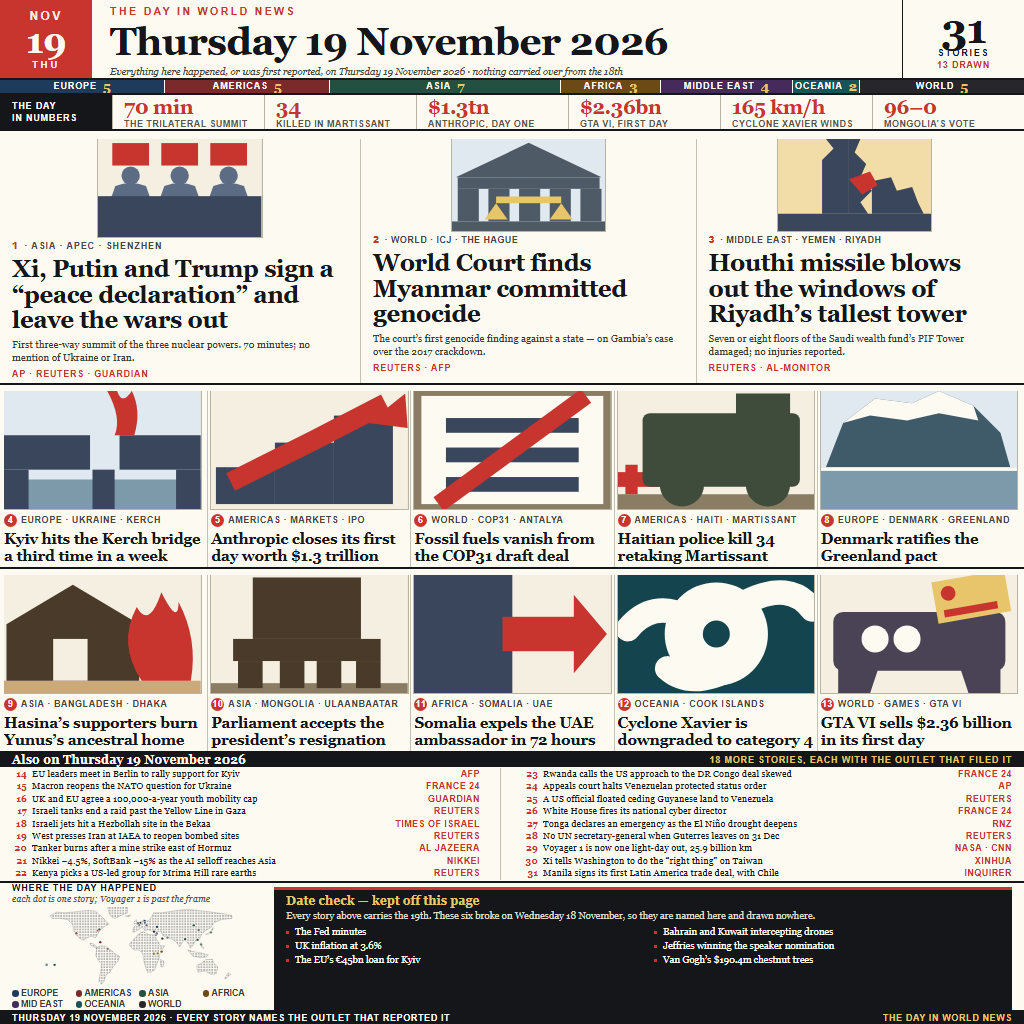 NOV
19
THU
THE DAY IN WORLD NEWS
Thursday 19 November 2026
Everything here happened, or was first reported, on Thursday 19 November 2026 · nothing carried over from the 18th
31
STORIES
13 DRAWN
EUROPE 5
AMERICAS 5
ASIA 7
AFRICA 3
MIDDLE EAST 4
OCEANIA 2
WORLD 5
THE DAY
IN NUMBERS
70 min
THE TRILATERAL SUMMIT
34
KILLED IN MARTISSANT
$1.3tn
ANTHROPIC, DAY ONE
$2.36bn
GTA VI, FIRST DAY
165 km/h
CYCLONE XAVIER WINDS
96–0
MONGOLIA'S VOTE
1 · ASIA · APEC · SHENZHEN
Xi, Putin and Trump sign a
“peace declaration” and
leave the wars out
First three-way summit of the three nuclear powers. 70 minutes; no
mention of Ukraine or Iran.
AP · REUTERS · GUARDIAN
2 · WORLD · ICJ · THE HAGUE
World Court finds
Myanmar committed
genocide
The court's first genocide finding against a state — on Gambia's case
over the 2017 crackdown.
REUTERS · AFP
3 · MIDDLE EAST · YEMEN · RIYADH
Houthi missile blows
out the windows of
Riyadh’s tallest tower
Seven or eight floors of the Saudi wealth fund's PIF Tower
damaged; no injuries reported.
REUTERS · AL-MONITOR
4 EUROPE · UKRAINE · KERCH
Kyiv hits the Kerch bridge
a third time in a week
5 AMERICAS · MARKETS · IPO
Anthropic closes its first
day worth $1.3 trillion
6 WORLD · COP31 · ANTALYA
Fossil fuels vanish from
the COP31 draft deal
7 AMERICAS · HAITI · MARTISSANT
Haitian police kill 34
retaking Martissant
8 EUROPE · DENMARK · GREENLAND
Denmark ratifies the
Greenland pact
9 ASIA · BANGLADESH · DHAKA
Hasina’s supporters burn
Yunus’s ancestral home
10 ASIA · MONGOLIA · ULAANBAATAR
Parliament accepts the
president’s resignation
11 AFRICA · SOMALIA · UAE
Somalia expels the UAE
ambassador in 72 hours
12 OCEANIA · COOK ISLANDS
Cyclone Xavier is
downgraded to category 4
13 WORLD · GAMES · GTA VI
GTA VI sells $2.36 billion
in its first day
Also on Thursday 19 November 2026
18 MORE STORIES, EACH WITH THE OUTLET THAT FILED IT
14 EU leaders meet in Berlin to rally support for Kyiv AFP
15 Macron reopens the NATO question for Ukraine FRANCE 24
16 UK and EU agree a 100,000-a-year youth mobility cap GUARDIAN
17 Israeli tanks end a raid past the Yellow Line in Gaza REUTERS
18 Israeli jets hit a Hezbollah site in the Bekaa TIMES OF ISRAEL
19 West presses Iran at IAEA to reopen bombed sites REUTERS
20 Tanker burns after a mine strike east of Hormuz AL JAZEERA
21 Nikkei −4.5%, SoftBank −15% as the AI selloff reaches Asia NIKKEI
22 Kenya picks a US-led group for Mrima Hill rare earths REUTERS
23 Rwanda calls the US approach to the DR Congo deal skewed FRANCE 24
24 Appeals court halts Venezuelan protected status order AP
25 A US official floated ceding Guyanese land to Venezuela REUTERS
26 White House fires its national cyber director FRANCE 24
27 Tonga declares an emergency as the El Niño drought deepens RNZ
28 No UN secretary-general when Guterres leaves on 31 Dec REUTERS
29 Voyager 1 is now one light-day out, 25.9 billion km NASA · CNN
30 Xi tells Washington to do the “right thing” on Taiwan XINHUA
31 Manila signs its first Latin America trade deal, with Chile INQUIRER
WHERE THE DAY HAPPENED
each dot is one story; Voyager 1 is past the frame
EUROPE AMERICAS ASIA AFRICA
MID EAST OCEANIA WORLD
Date check — kept off this page
Every story above carries the 19th. These six broke on Wednesday 18 November, so they are named here and drawn nowhere.
The Fed minutes
UK inflation at 3.6%
The EU's €45bn loan for Kyiv
Bahrain and Kuwait intercepting drones
Jeffries winning the speaker nomination
Van Gogh's $190.4m chestnut trees
THURSDAY 19 NOVEMBER 2026 · EVERY STORY NAMES THE OUTLET THAT REPORTED IT
THE DAY IN WORLD NEWS